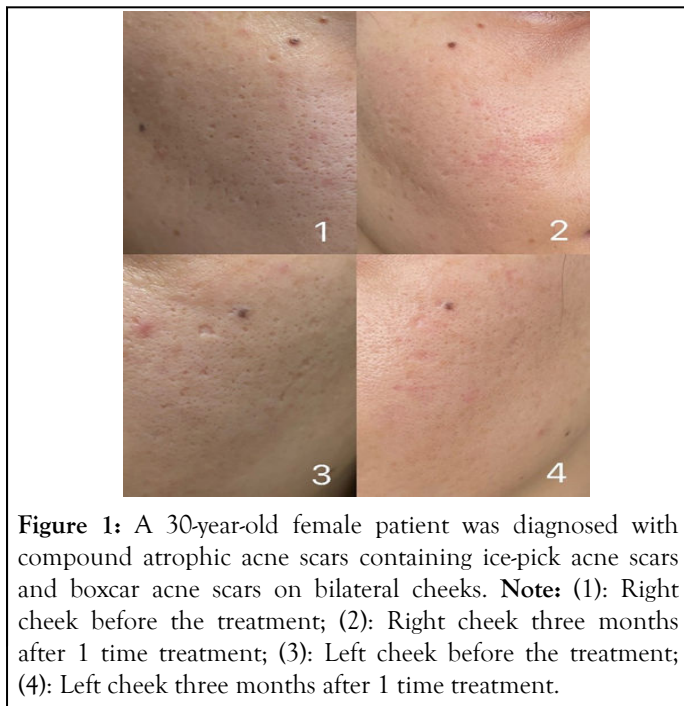 1
2
3
4
Figure 1: A 30-year-old female patient was diagnosed with
compound atrophic acne scars containing ice-pick acne scars
and boxcar acne scars on bilateral cheeks. Note: (1): Right
cheek before the treatment; (2): Right cheek three months
after 1 time treatment; (3): Left cheek before the treatment;
(4): Left cheek three months after 1 time treatment.